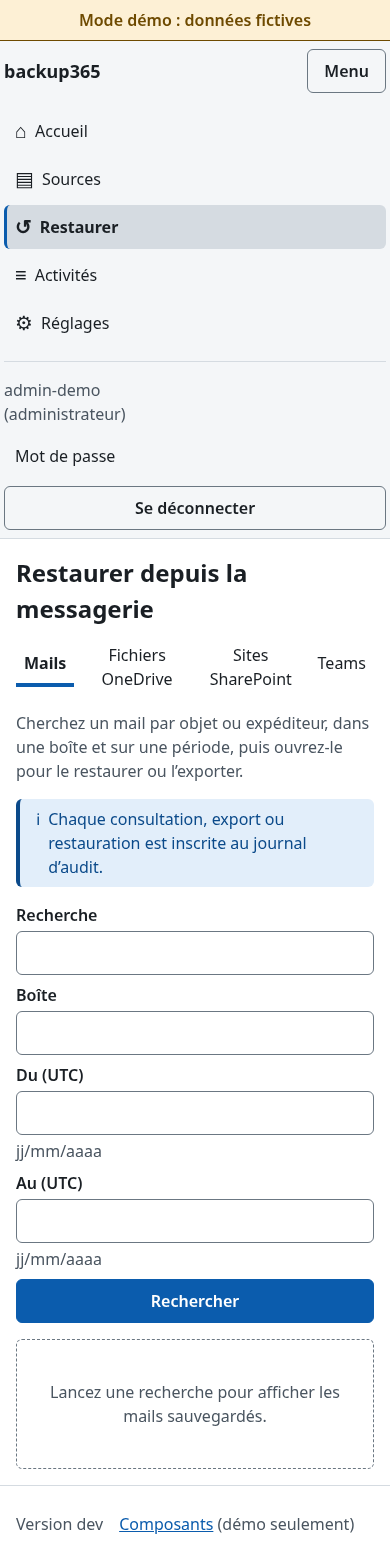 Mode démo : données fictives
backup365
Menu
⌂ Accueil
▤ Sources
↺ Restaurer
≡ Activités
⚙ Réglages
admin-demo
(administrateur)
Mot de passe
Se déconnecter
Restaurer depuis la
messagerie
Mails
Fichiers
OneDrive
Sites
SharePoint
Teams
Cherchez un mail par objet ou expéditeur, dans
une boîte et sur une période, puis ouvrez-le
pour le restaurer ou l’exporter.
i Chaque consultation, export ou
restauration est inscrite au journal
d’audit.
Recherche
Boîte
Du (UTC)
jj/mm/aaaa
Au (UTC)
jj/mm/aaaa
Rechercher
Lancez une recherche pour afficher les
mails sauvegardés.
Version dev Composants (démo seulement)